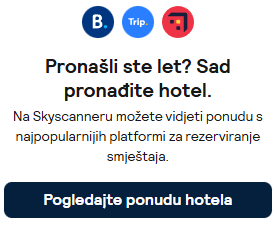 B. Trip.
Pronašli ste let? Sad
pronađite hotel.
Na Skyscanneru možete vidjeti ponudu s
najpopularnijih platformi za rezerviranje
smještaja.
Pogledajte ponudu hotela